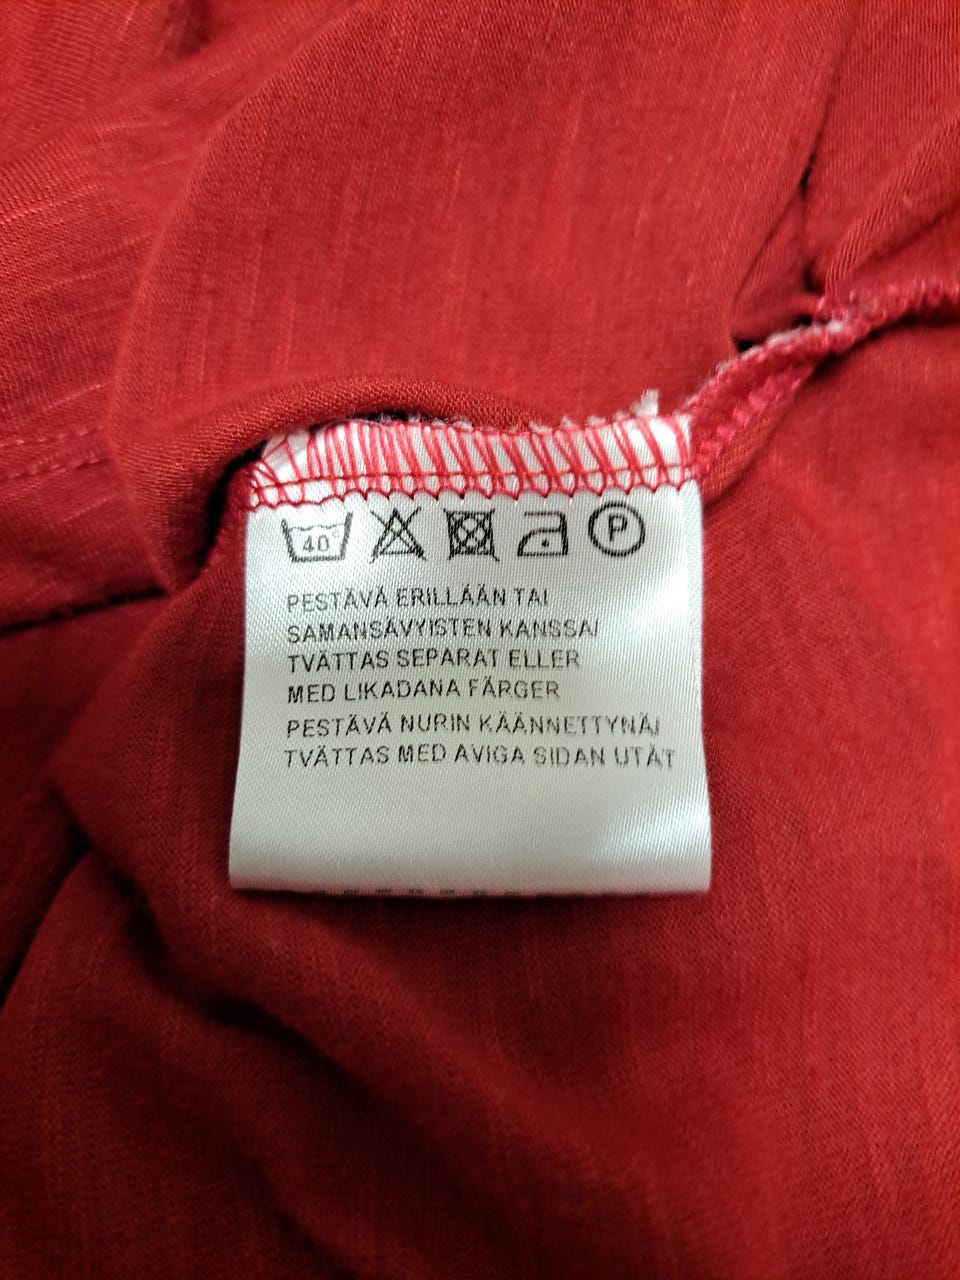 40° P
PESTÄVÄ ERILLÄÄN TAI
SAMANSÄVYISTEN KANSSA/
TVÄTTAS SEPARAT ELLER
MED LIKADANA FÄRGER
PESTÄVÄ NURIN KÄÄNNETTYNÄ/
TVÄTTAS MED AVIGA SIDAN UTÅT